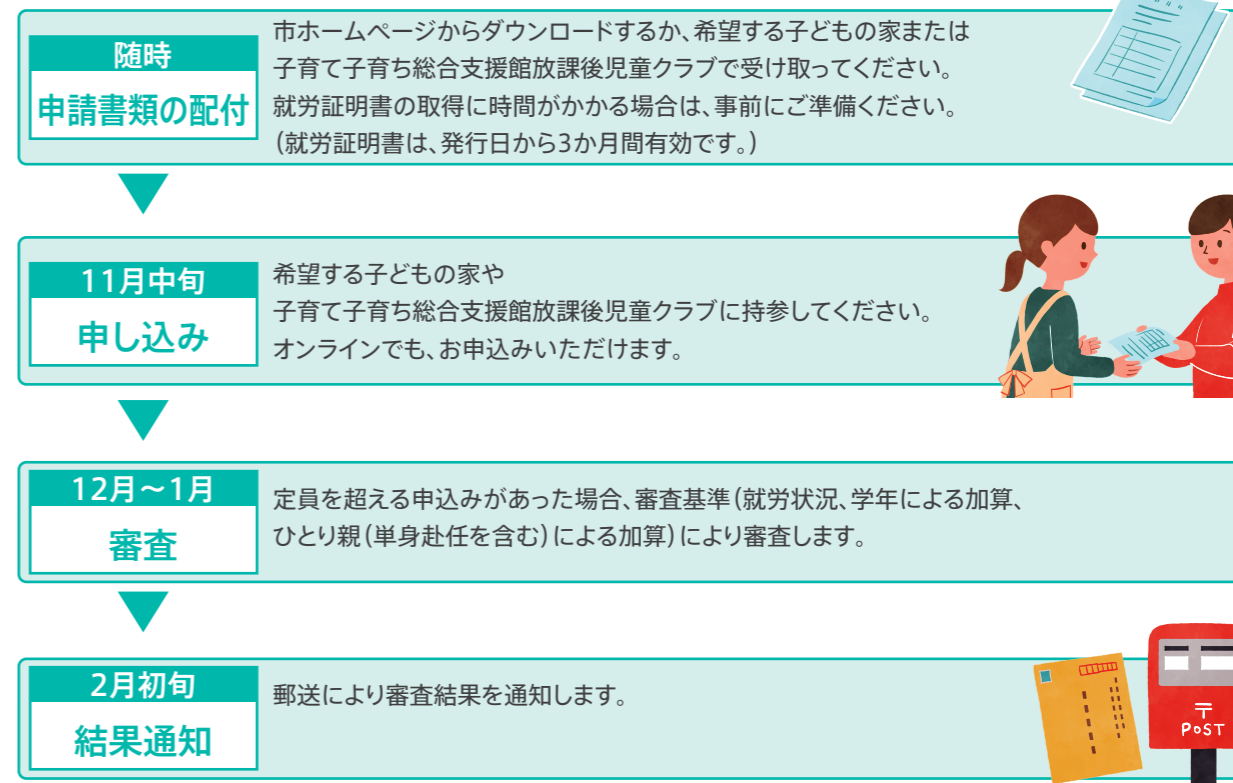 随時
申請書類の配付
市ホームページからダウンロードするか、希望する子どもの家または
子育て子育ち総合支援館放課後児童クラブで受け取ってください。
就労証明書の取得に時間がかかる場合は、事前にご準備ください。
(就労証明書は、発行日から3か月間有効です。)
11月中旬
申し込み
希望する子どもの家や
子育て子育ち総合支援館放課後児童クラブに持参してください。
オンラインでも、お申込みいただけます。
12月～1月
審査
定員を超える申込みがあった場合、審査基準(就労状況、学年による加算、
ひとり親(単身赴任を含む)による加算)により審査します。
2月初旬
結果通知
郵送により審査結果を通知します。
〒
POST